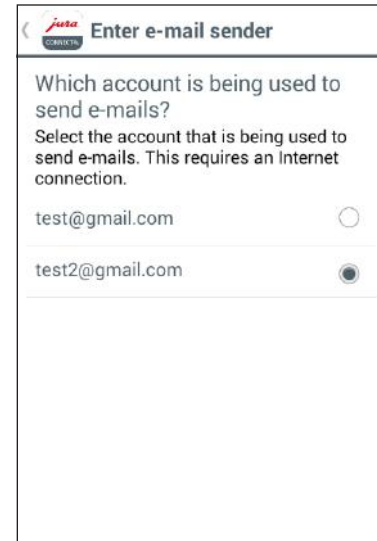 jura
CONNECTOR
Enter e-mail sender
Which account is being used to
send e-mails?
Select the account that is being used to
send e-mails. This requires an Internet
connection.
test@gmail.com
test2@gmail.com